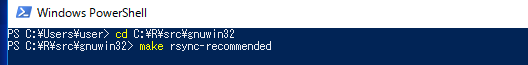 Windows PowerShell
PS C:¥Users¥user> cd C:¥R¥src¥gnuwin32
PS C:¥R¥src¥gnuwin32> make rsync-recommended